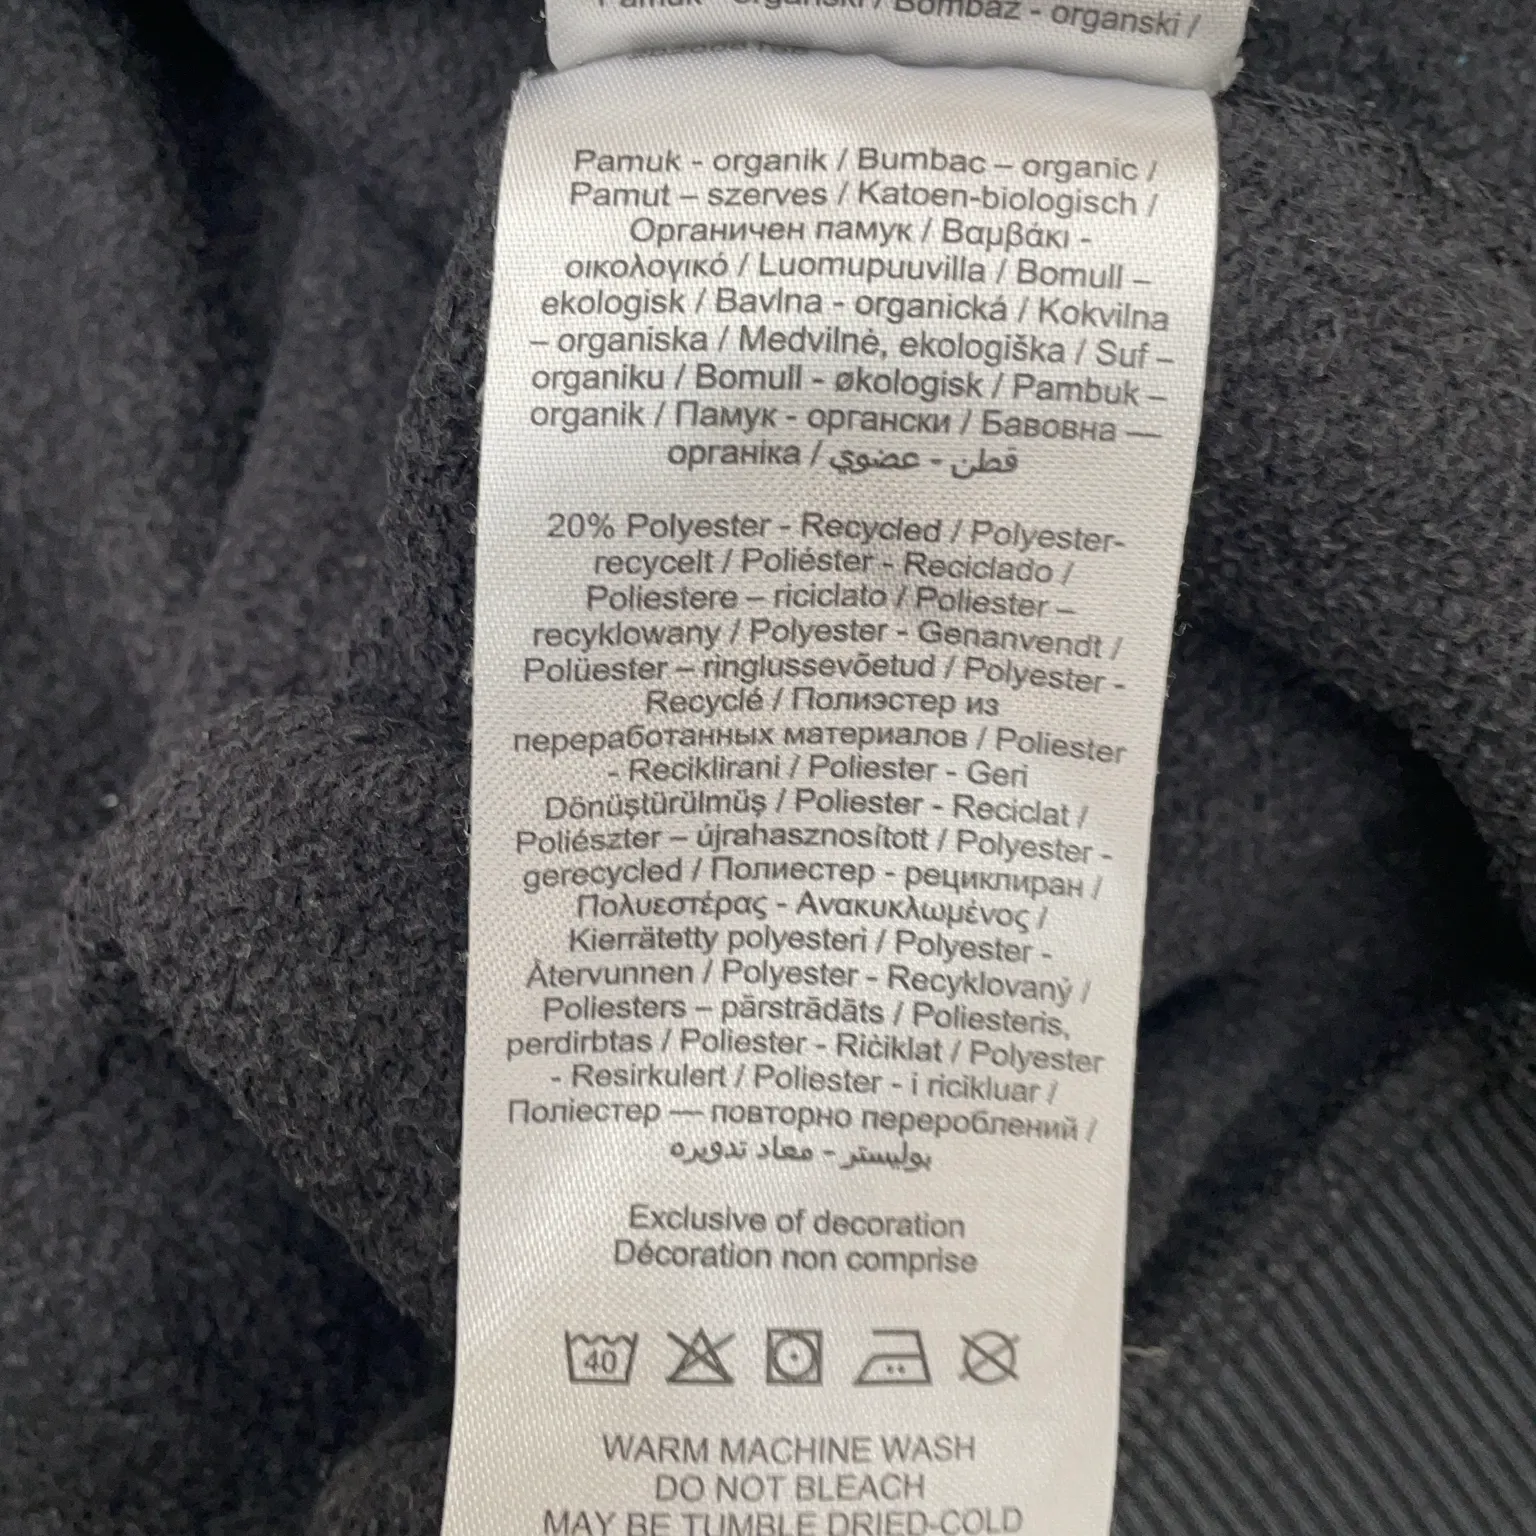 Pamuk - organski / Bombaž - organski /
Pamuk - organik / Bumbac – organic /
Pamut – szerves / Katoen-biologisch /
Органичен памук / Βαμβάκι -
οικολογικό / Luomupuuvilla / Bomull –
ekologisk / Bavlna - organická / Kokvilna
– organiska / Medvilnė, ekologiška / Suf –
organiku / Bomull - økologisk / Pambuk –
organik / Памук - органски / Бавовна —
органіка / قطن - عضوي
20% Polyester - Recycled / Polyester-
recycelt / Poliéster - Reciclado /
Poliestere – riciclato / Poliester –
recyklowany / Polyester - Genanvendt /
Polüester – ringlussevõetud / Polyester -
Recyclé / Полиэстер из
переработанных материалов / Poliester
- Reciklirani / Poliester - Geri
Dönüştürülmüş / Poliester - Reciclat /
Poliészter – újrahasznosított / Polyester -
gerecycled / Полиестер - рециклиран /
Πολυεστέρας - Ανακυκλωμένος /
Kierrätetty polyesteri / Polyester -
Återvunnen / Polyester - Recyklovaný /
Poliesters – pārstrādāts / Poliesteris,
perdirbtas / Poliester - Riċiklat / Polyester
- Resirkulert / Poliester - i ricikluar /
Поліестер — повторно перероблений /
بوليستر - معاد تدويره
Exclusive of decoration
Décoration non comprise
40
WARM MACHINE WASH
DO NOT BLEACH
MAY BE TUMBLE DRIED-COLD